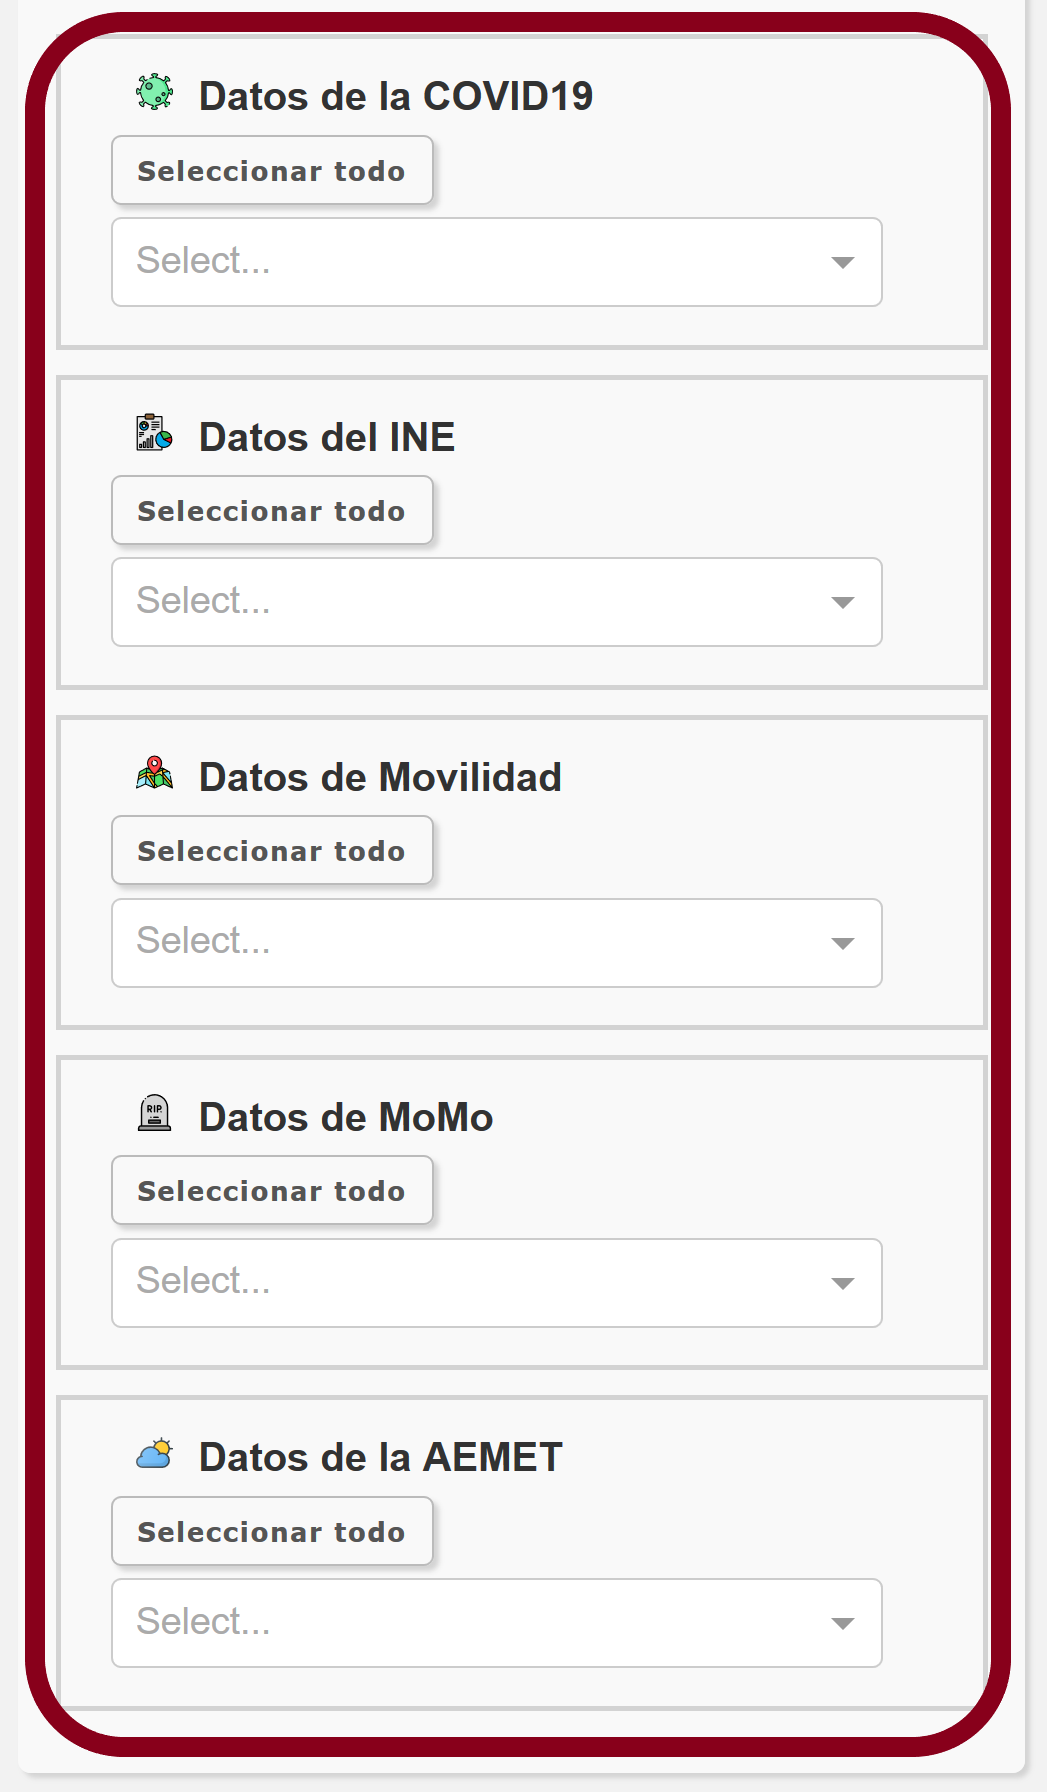 Datos de la COVID19
Seleccionar todo
Select...
Datos del INE
Seleccionar todo
Select...
Datos de Movilidad
Seleccionar todo
Select...
RIP
Datos de MoMo
Seleccionar todo
Select...
Datos de la AEMET
Seleccionar todo
Select...